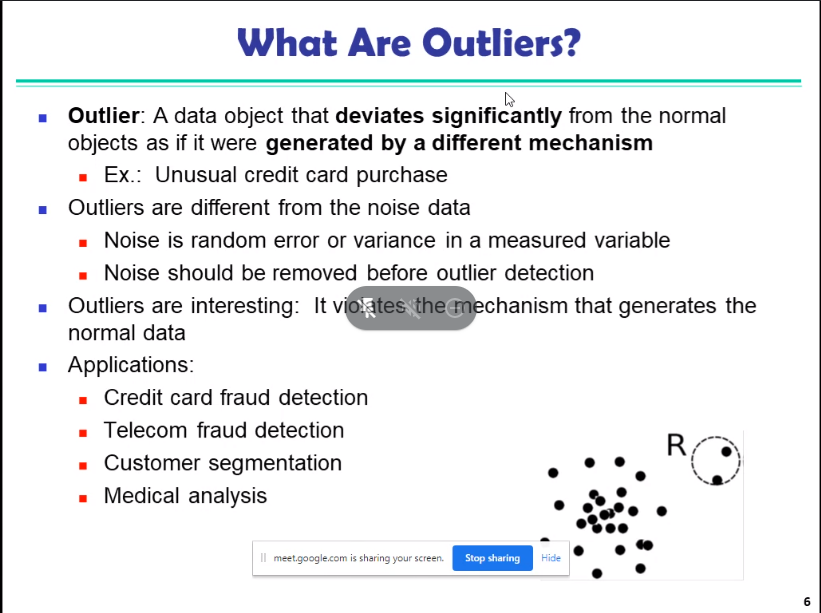 What Are Outliers?
Outlier: A data object that deviates significantly from the normal
objects as if it were generated by a different mechanism
Ex.: Unusual credit card purchase
Outliers are different from the noise data
Noise is random error or variance in a measured variable
Noise should be removed before outlier detection
Outliers are interesting: It violates the mechanism that generates the
normal data
Applications:
Credit card fraud detection
Telecom fraud detection
Customer segmentation
Medical analysis
R
meet.google.com is sharing your screen. Stop sharing Hide
6